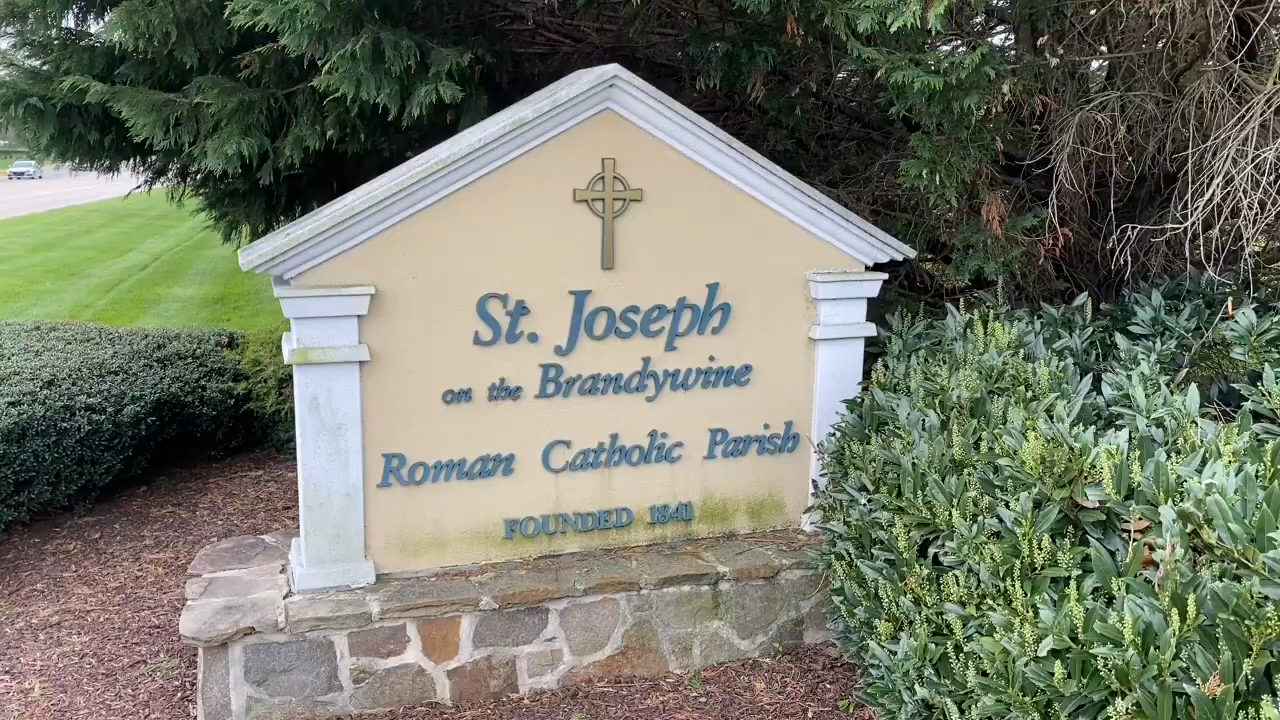 St. Joseph
on the Brandywine
Roman Catholic Parish
FOUNDED 1841